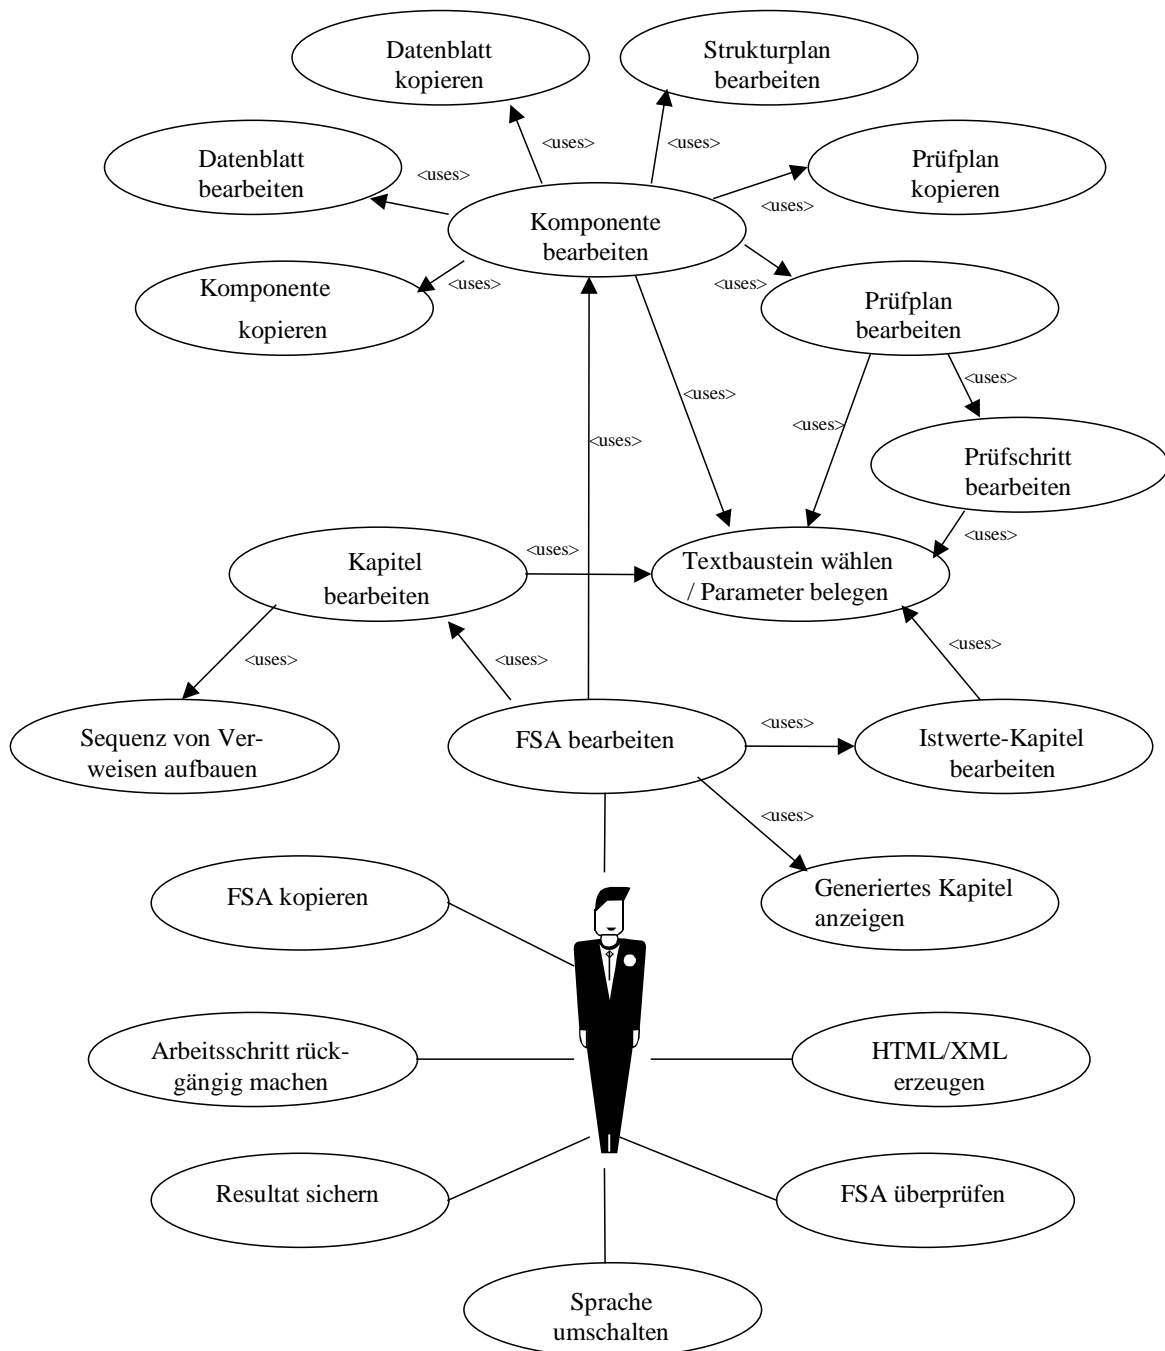 Datenblatt
kopieren
Strukturplan
bearbeiten
<uses>
<uses>
Datenblatt
bearbeiten
<uses>
Prüfplan
kopieren
<uses>
Komponente
bearbeiten
<uses>
<uses>
Komponente
kopieren
Prüfplan
bearbeiten
<uses>
<uses>
<uses>
<uses>
Prüfschritt
bearbeiten
<uses>
<uses>
Kapitel
bearbeiten
Textbaustein wählen
/ Parameter belegen
<uses>
<uses>
<uses>
Sequenz von Ver-
weisen aufbauen
FSA bearbeiten
<uses>
Istwerte-Kapitel
bearbeiten
<uses>
FSA kopieren
Generiertes Kapitel
anzeigen
Arbeitsschritt rück-
gängig machen
HTML/XML
erzeugen
Resultat sichern
FSA überprüfen
Sprache
umschalten